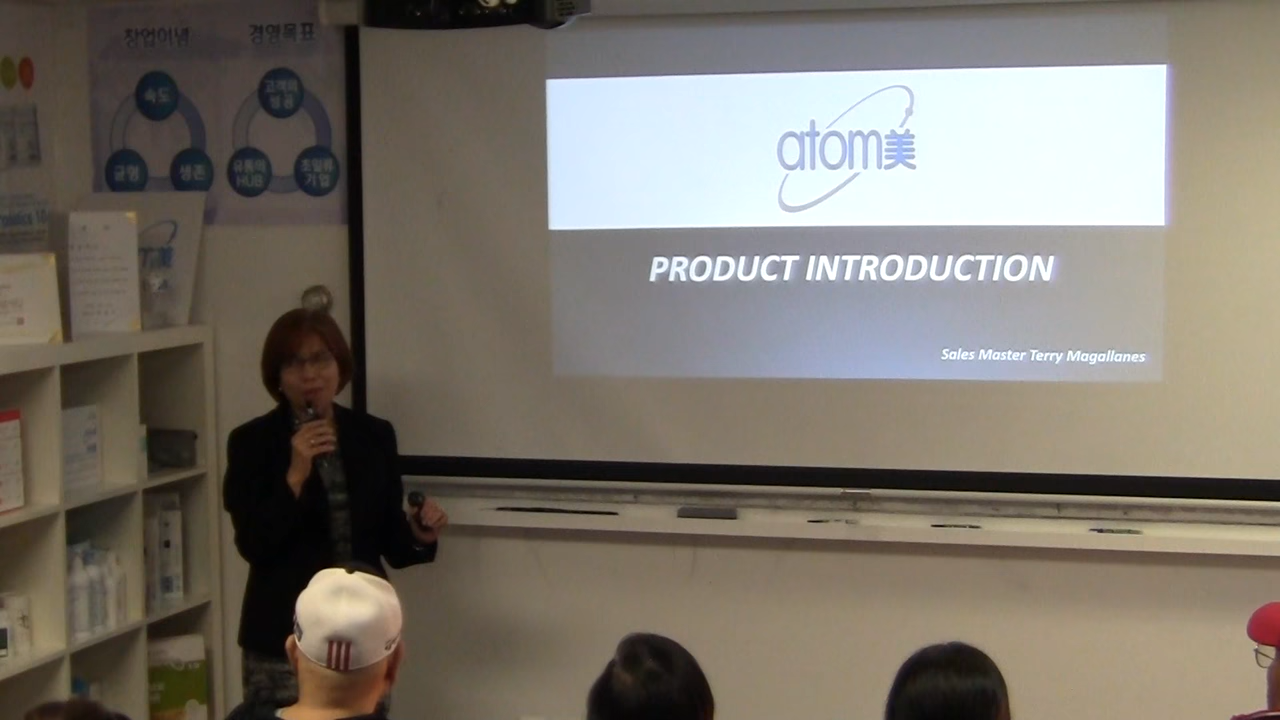 창업이념
경영목표
속도
균형
생존
고객의
성공
유통의
HUB
초일류
기업
atom美
PRODUCT INTRODUCTION
Sales Master Terry Magallanes